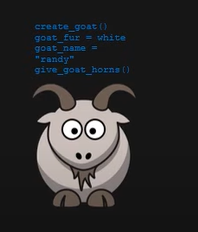 create_goat()
goat_fur = white
goat_name =
"randy"
give_goat_horns()